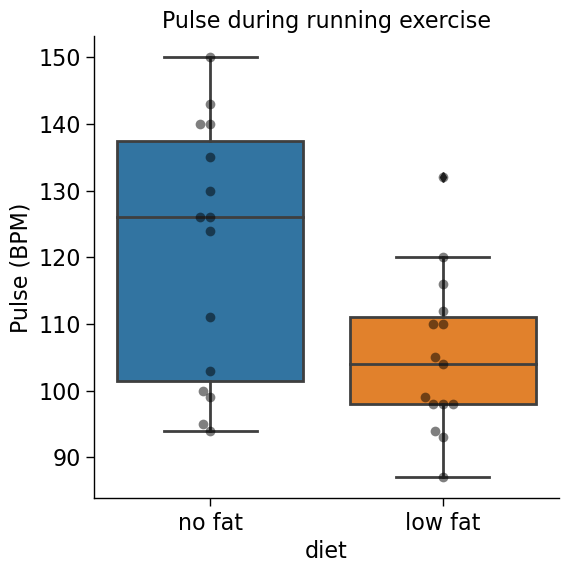 Pulse during running exercise
150
140
130
120
110
100
90
Pulse (BPM)
no fat
low fat
diet